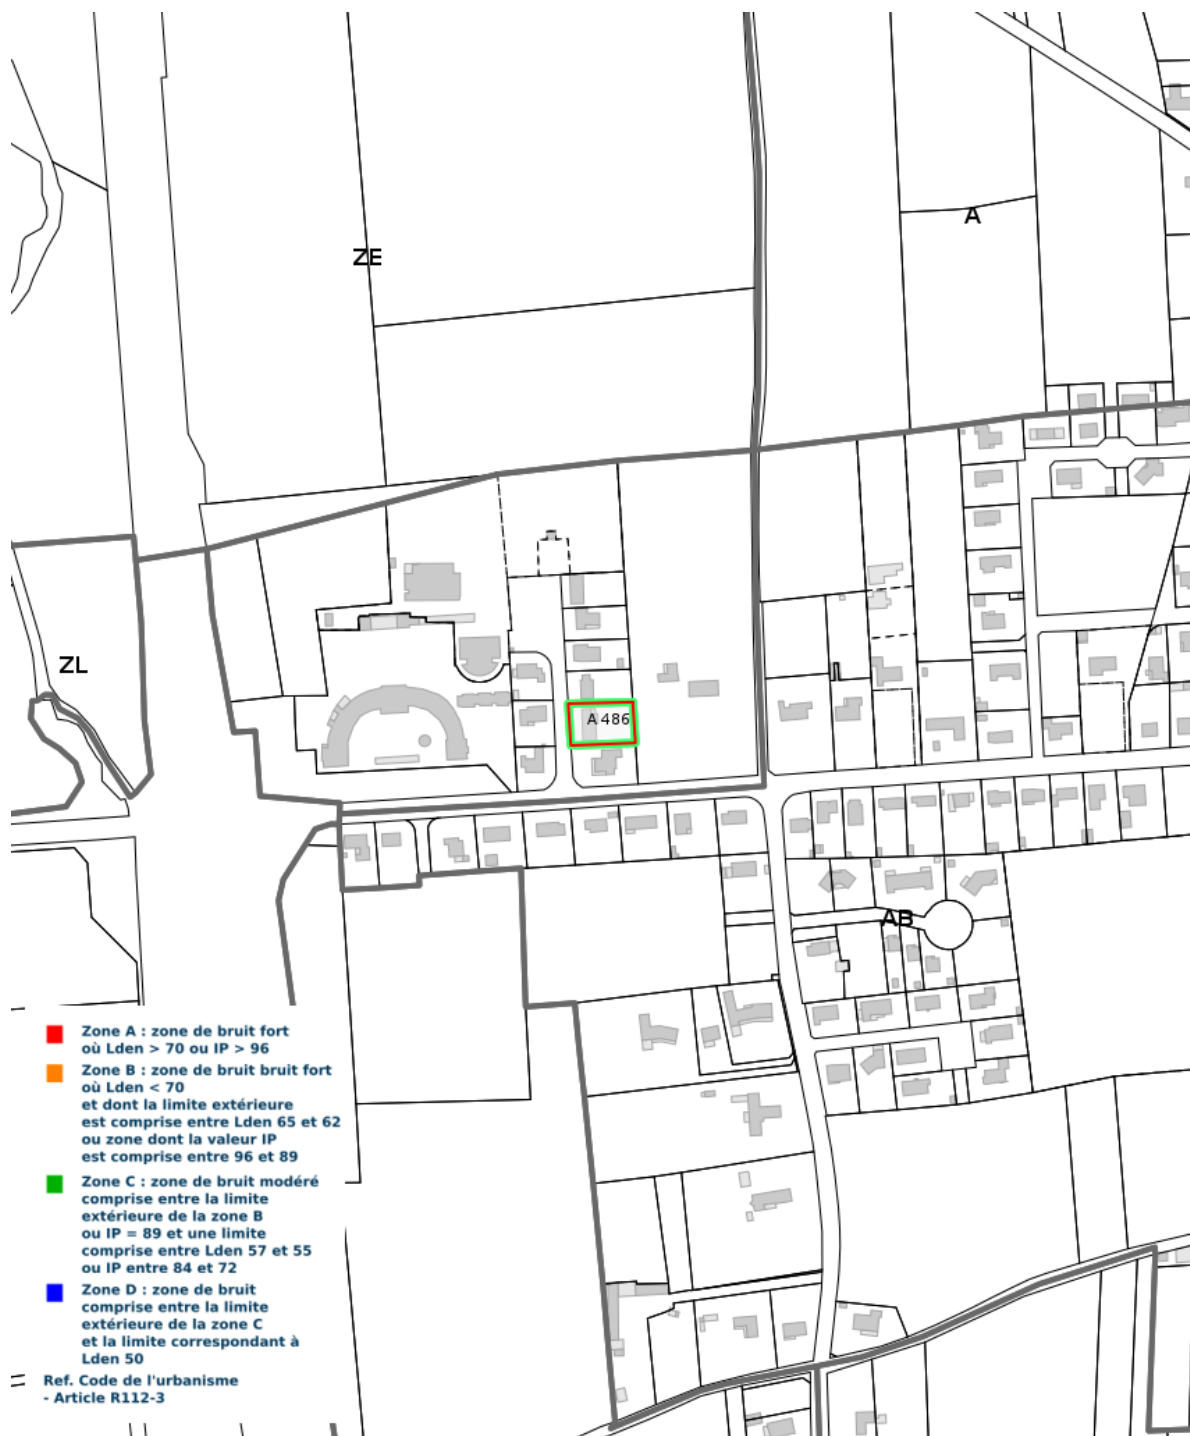 A
ZE
ZL
A 486
AB
Zone A : zone de bruit fort
où Lden > 70 ou IP > 96
Zone B : zone de bruit bruit fort
où Lden < 70
et dont la limite extérieure
est comprise entre Lden 65 et 62
ou zone dont la valeur IP
est comprise entre 96 et 89
Zone C : zone de bruit modéré
comprise entre la limite
extérieure de la zone B
ou IP = 89 et une limite
comprise entre Lden 57 et 55
ou IP entre 84 et 72
Zone D : zone de bruit
comprise entre la limite
extérieure de la zone C
et la limite correspondant à
Lden 50
Ref. Code de l'urbanisme
- Article R112-3